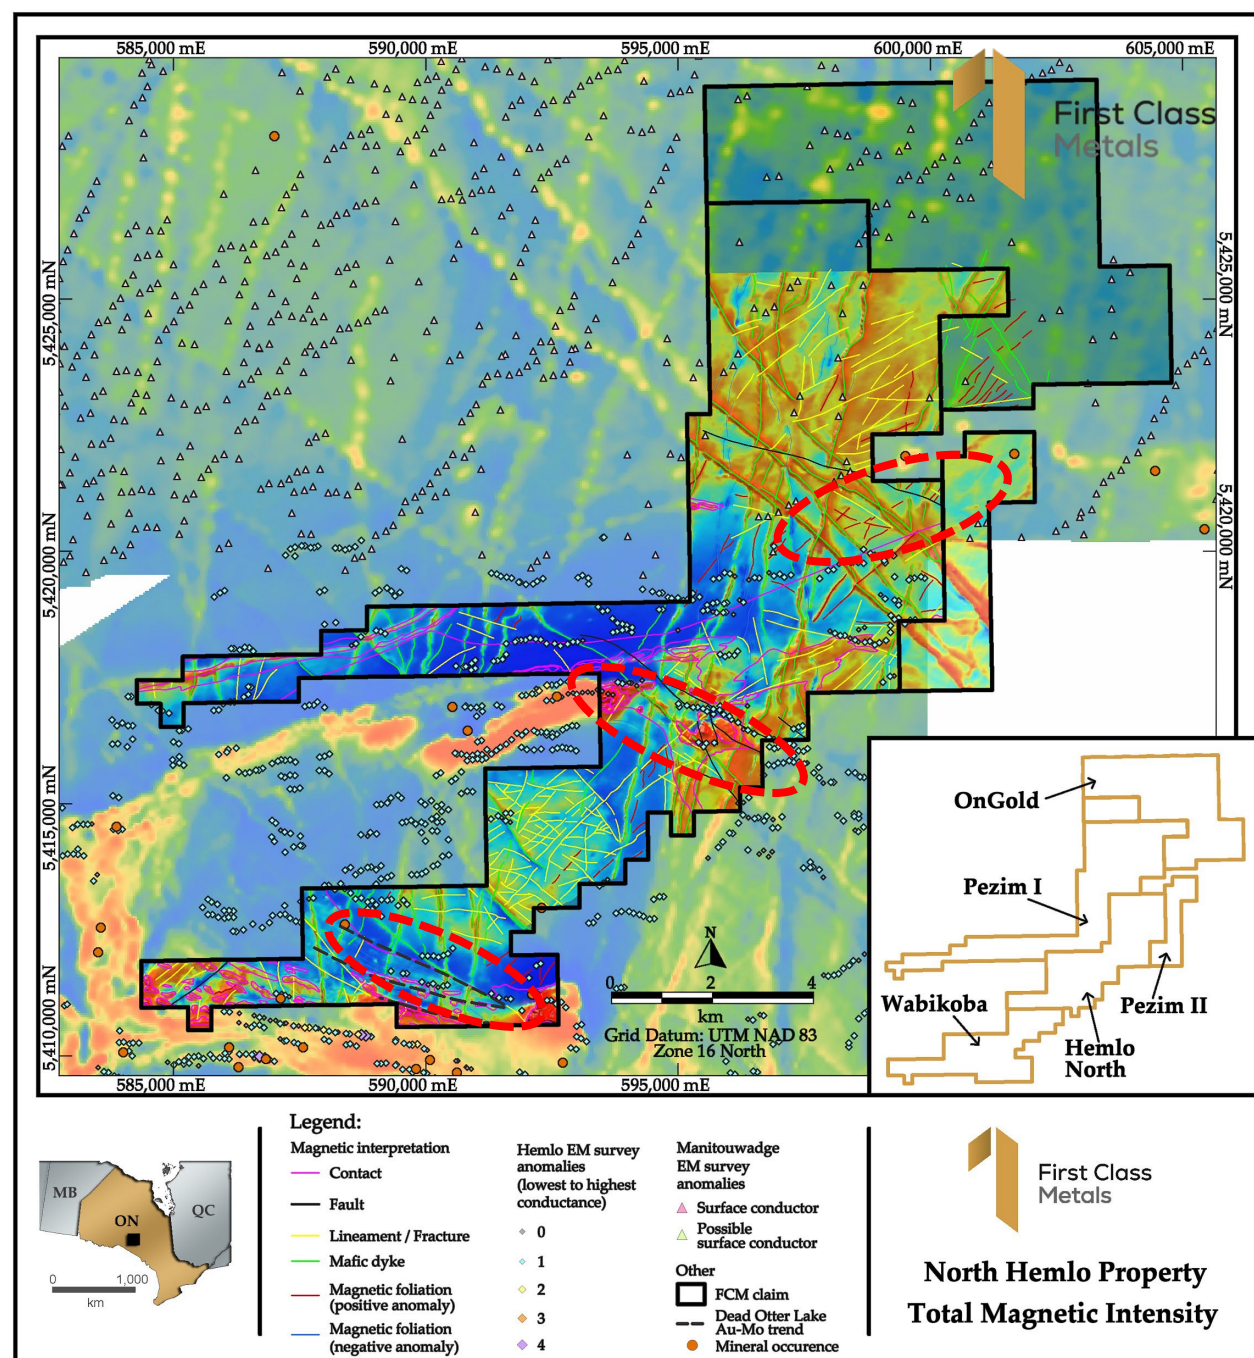 585,000 mE
590,000 mE
595,000 mE
600,000 mE
605,000 mE
First Class
Metals
5,425,000 mN
5,425,000 mN
5,420,000 mN
5,420,000 mN
5,415,000 mN
5,410,000 mN
N
0 2 4
km
Grid Datum: UTM NAD 83
Zone 16 North
585,000 mE
590,000 mE
595,000 mE
OnGold
Pezim I
Wabikoba
Pezim II
Hemlo
North
MB
ON
QC
0 1,000
km
Legend:
Magnetic interpretation
Contact
Fault
Lineament / Fracture
Mafic dyke
Magnetic foliation
(positive anomaly)
Magnetic foliation
(negative anomaly)
Hemlo EM survey
anomalies
(lowest to highest
conductance)
0
1
2
3
4
Manitouwadge
EM survey
anomalies
Surface conductor
Possible
surface conductor
Other
FCM claim
Dead Otter Lake
Au-Mo trend
Mineral occurence
First Class
Metals
North Hemlo Property
Total Magnetic Intensity